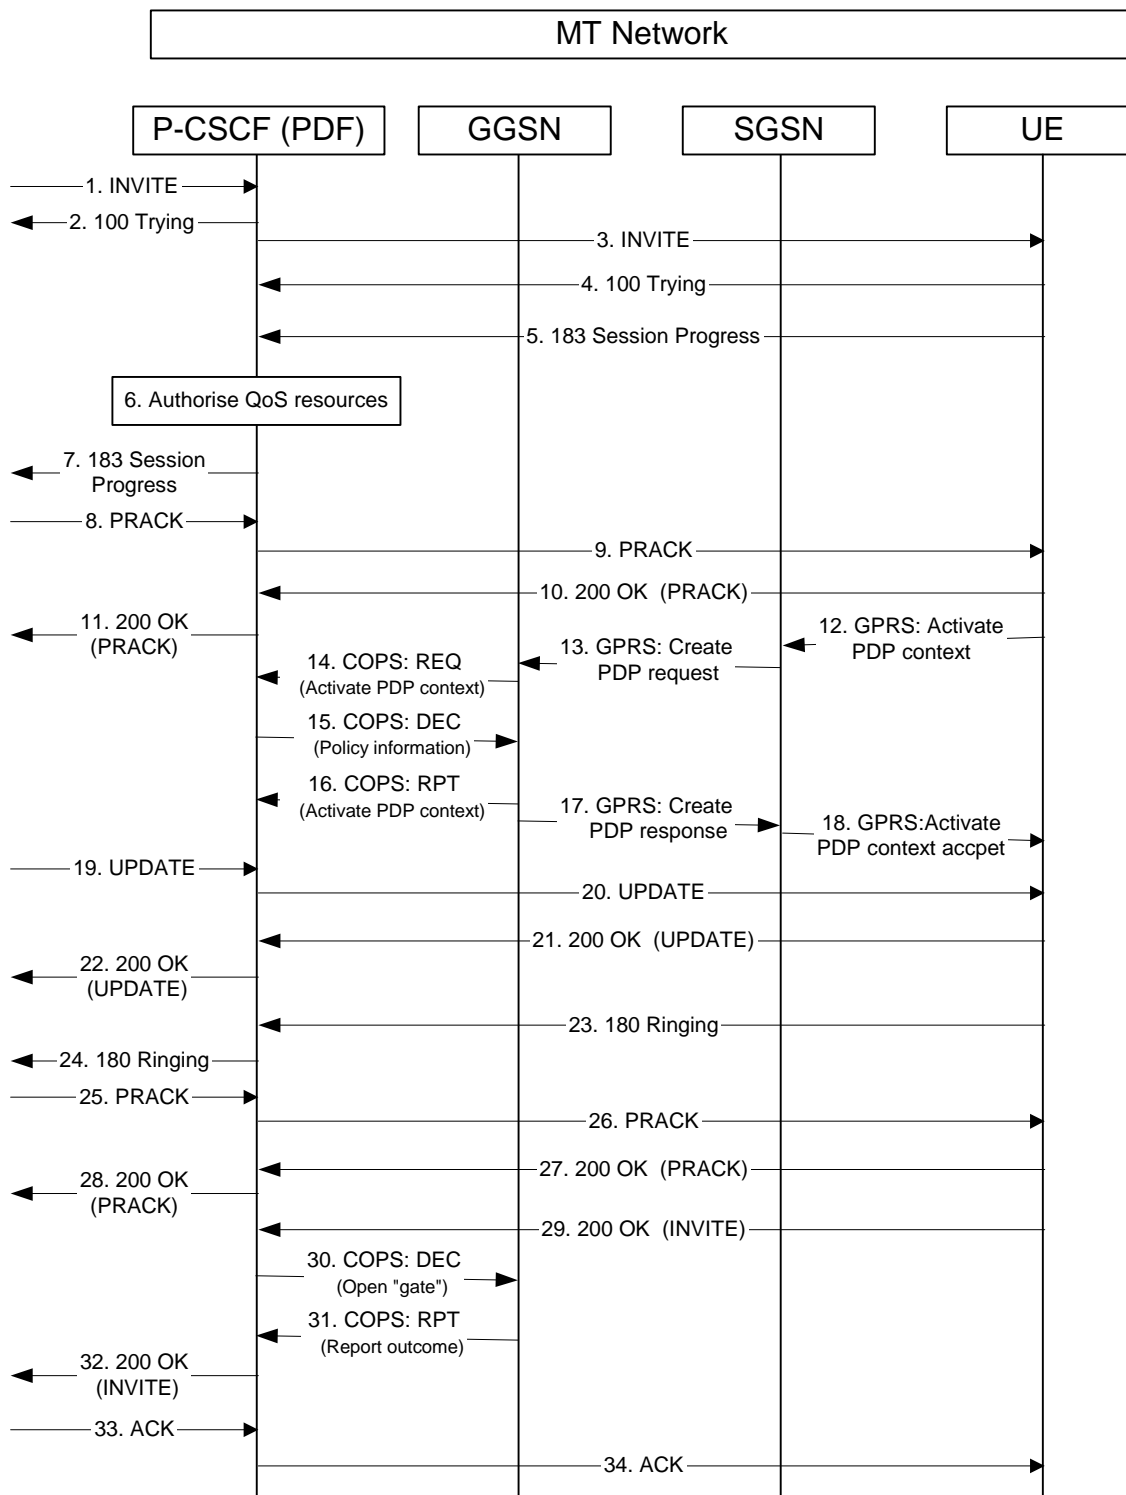 MT Network
P-CSCF (PDF)
GGSN
SGSN
UE
1. INVITE
2. 100 Trying
3. INVITE
4. 100 Trying
5. 183 Session Progress
6. Authorise QoS resources
7. 183 Session
Progress
8. PRACK
9. PRACK
10. 200 OK (PRACK)
11. 200 OK
(PRACK)
12. GPRS: Activate
PDP context
13. GPRS: Create
PDP request
14. COPS: REQ
(Activate PDP context)
15. COPS: DEC
(Policy information)
16. COPS: RPT
(Activate PDP context)
17. GPRS: Create
PDP response
18. GPRS:Activate
PDP context accpet
19. UPDATE
20. UPDATE
21. 200 OK (UPDATE)
22. 200 OK
(UPDATE)
23. 180 Ringing
24. 180 Ringing
25. PRACK
26. PRACK
27. 200 OK (PRACK)
28. 200 OK
(PRACK)
29. 200 OK (INVITE)
30. COPS: DEC
(Open "gate")
31. COPS: RPT
(Report outcome)
32. 200 OK
(INVITE)
33. ACK
34. ACK